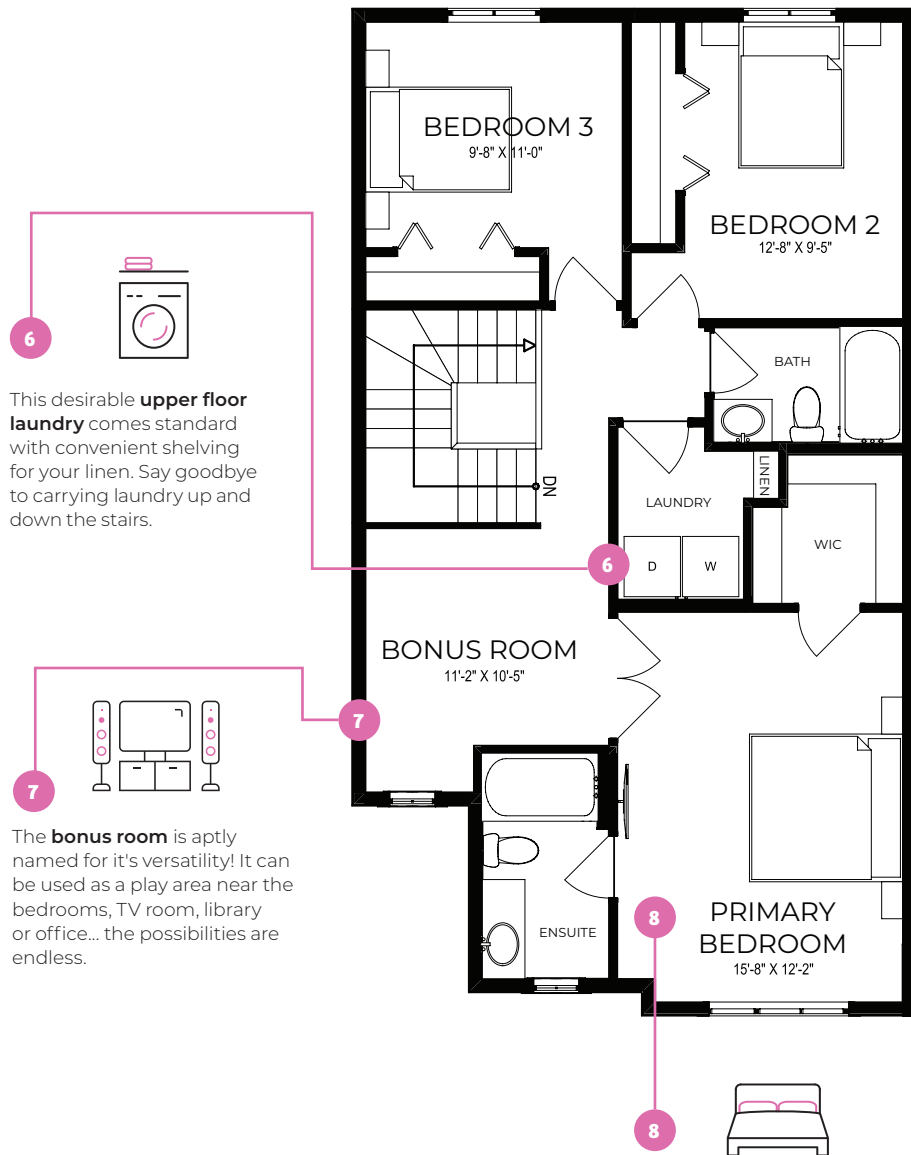 BEDROOM 3
9'-8" X 11'-0"
BEDROOM 2
12'-8" X 9'-5"
6
This desirable upper floor
laundry comes standard
with convenient shelving
for your linen. Say goodbye
to carrying laundry up and
down the stairs.
BATH
DN
LINEN
LAUNDRY
WIC
6
D
W
BONUS ROOM
11'-2" X 10'-5"
7
7
The bonus room is aptly
named for it's versatility! It can
be used as a play area near the
bedrooms, TV room, library
or office... the possibilities are
endless.
ENSUITE
8
PRIMARY
BEDROOM
15'-8" X 12'-2"
8